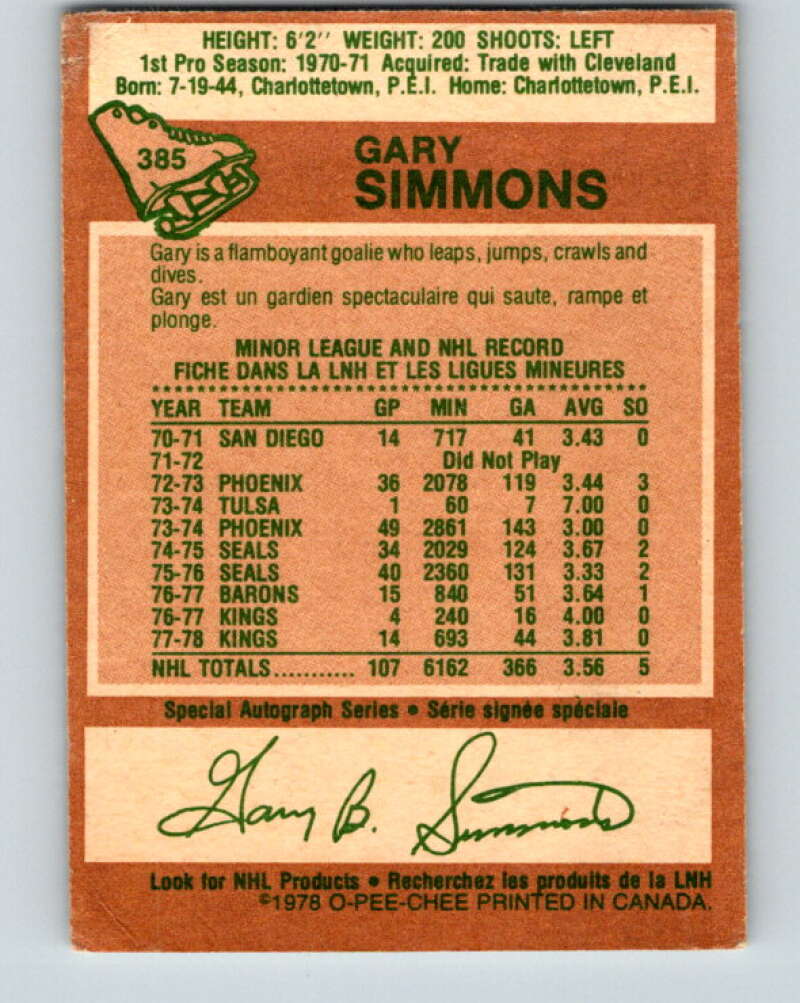 HEIGHT: 6'2'' WEIGHT: 200 SHOOTS: LEFT
1st Pro Season: 1970-71 Acquired: Trade with Cleveland
Born: 7-19-44, Charlottetown, P.E.I. Home: Charlottetown, P.E.I.
385
GARY
SIMMONS
Gary is a flamboyant goalie who leaps, jumps, crawls and
dives.
Gary est un gardien spectaculaire qui saute, rampe et
plonge.
MINOR LEAGUE AND NHL RECORD
FICHE DANS LA LNH ET LES LIGUES MINEURES
YEAR TEAM GP MIN GA AVG SO
70-71 SAN DIEGO 14 717 41 3.43 0
71-72 Did Not Play
72-73 PHOENIX 36 2078 119 3.44 3
73-74 TULSA 1 60 7 7.00 0
73-74 PHOENIX 49 2861 143 3.00 0
74-75 SEALS 34 2029 124 3.67 2
75-76 SEALS 40 2360 131 3.33 2
76-77 BARONS 15 840 51 3.64 1
76-77 KINGS 4 240 16 4.00 0
77-78 KINGS 14 693 44 3.81 0
NHL TOTALS........... 107 6162 366 3.56 5
Special Autograph Series • Série signée spéciale
Gary B. Simmons
Look for NHL Products • Recherchez les produits de la LNH
©1978 O-PEE-CHEE PRINTED IN CANADA.